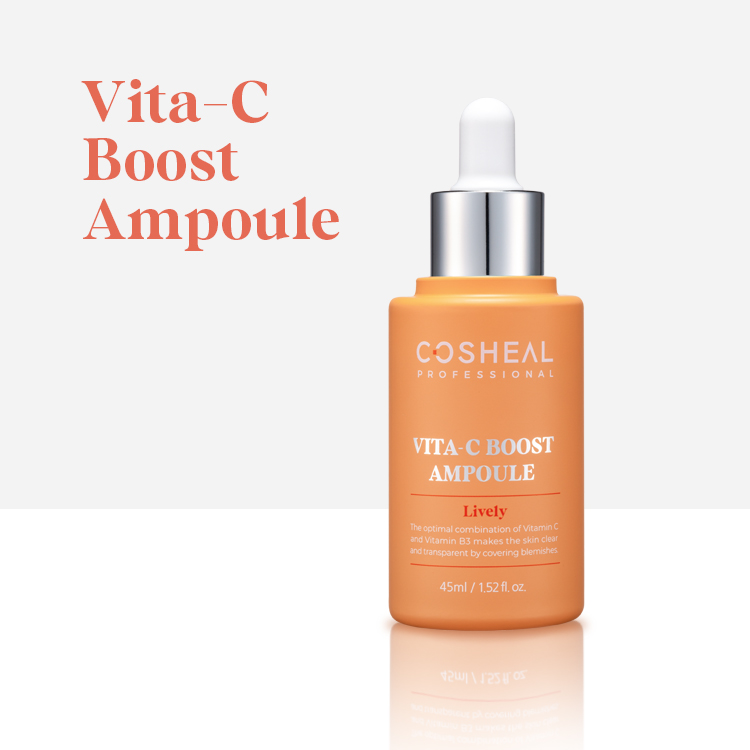 Vita-C
Boost
Ampoule
COSHEAL
PROFESSIONAL
VITA-C BOOST
AMPOULE
Lively
The optimal combination of Vitamin C
and Vitamin B3 makes the skin clear
and transparent by covering blemishes.
45ml / 1.52 fl. oz.